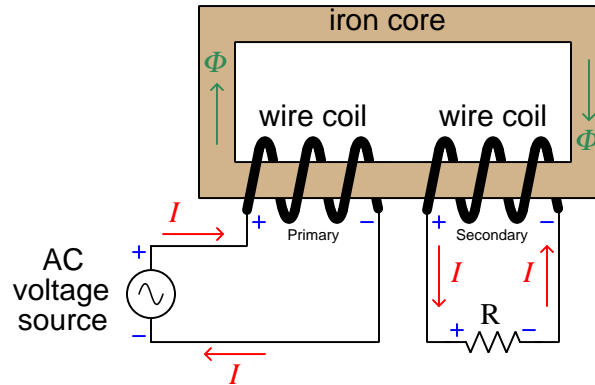 iron core
Φ
Φ
wire coil
wire coil
I
+
−
Primary
+
−
Secondary
+
AC
voltage
source
−
I
I
I
R
+
−